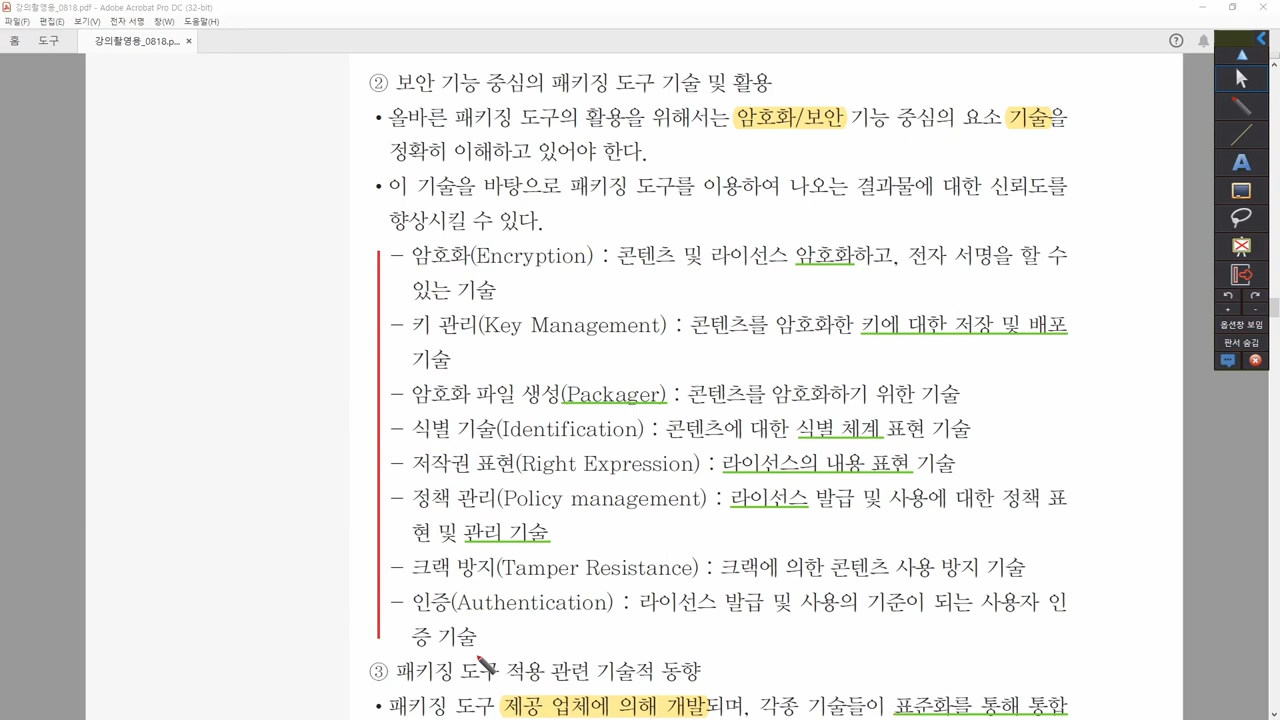 강의촬영용_0818.pdf - Adobe Acrobat Pro DC (32-bit)
파일(F) 편집(E) 보기(V) 전자 서명 창(W) 도움말(H)
홈 도구 강의촬영용_0818.p... ×
② 보안 기능 중심의 패키징 도구 기술 및 활용
• 올바른 패키징 도구의 활용을 위해서는 암호화/보안 기능 중심의 요소 기술을
정확히 이해하고 있어야 한다.
• 이 기술을 바탕으로 패키징 도구를 이용하여 나오는 결과물에 대한 신뢰도를
향상시킬 수 있다.
– 암호화(Encryption) : 콘텐츠 및 라이선스 암호화하고, 전자 서명을 할 수
있는 기술
– 키 관리(Key Management) : 콘텐츠를 암호화한 키에 대한 저장 및 배포
기술
– 암호화 파일 생성(Packager) : 콘텐츠를 암호화하기 위한 기술
– 식별 기술(Identification) : 콘텐츠에 대한 식별 체계 표현 기술
– 저작권 표현(Right Expression) : 라이선스의 내용 표현 기술
– 정책 관리(Policy management) : 라이선스 발급 및 사용에 대한 정책 표
현 및 관리 기술
– 크랙 방지(Tamper Resistance) : 크랙에 의한 콘텐츠 사용 방지 기술
– 인증(Authentication) : 라이선스 발급 및 사용의 기준이 되는 사용자 인
증 기술
③ 패키징 도구 적용 관련 기술적 동향
• 패키징 도구 제공 업체에 의해 개발되며, 각종 기술들이 표준화를 통해 통합
A
+ -
옵션창 보임
판서 숨김